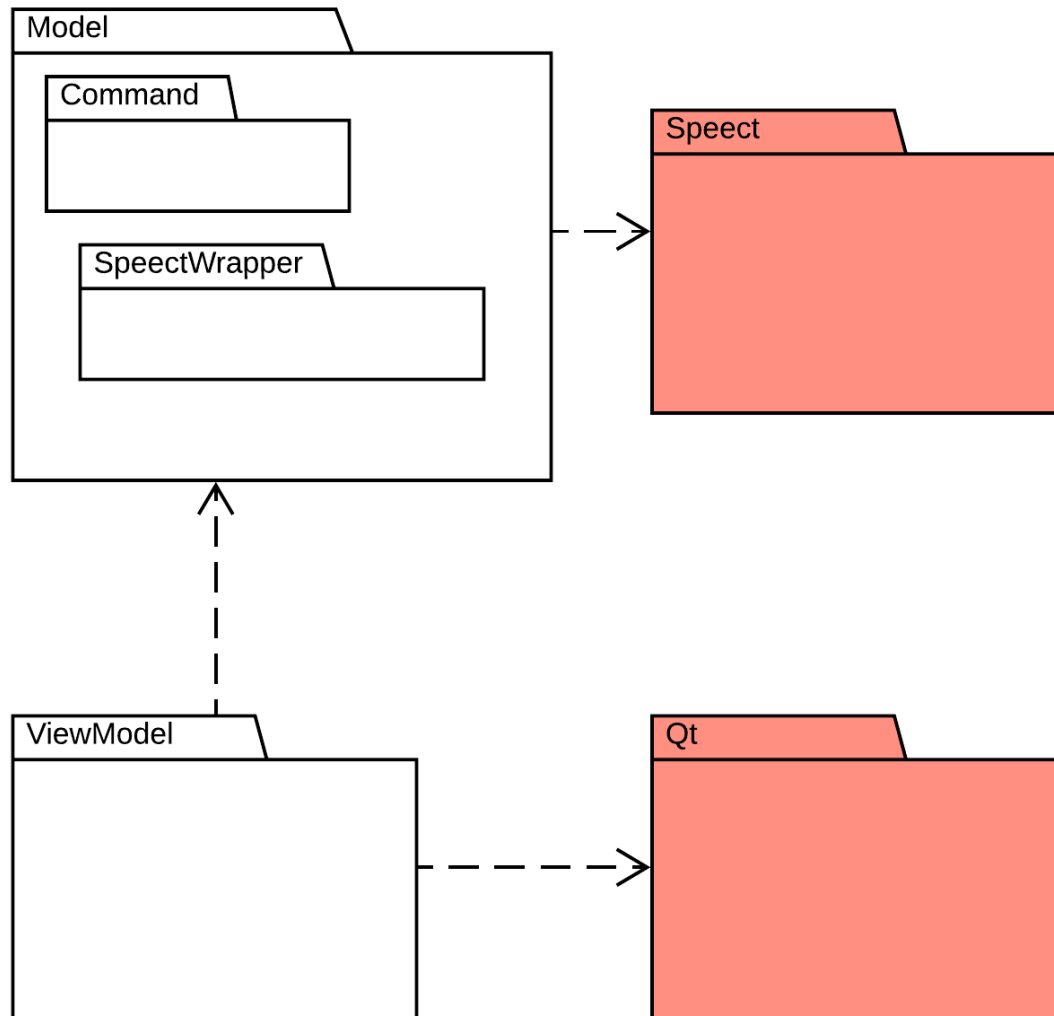 Model
Command
Speect
SpeectWrapper
ViewModel
Qt